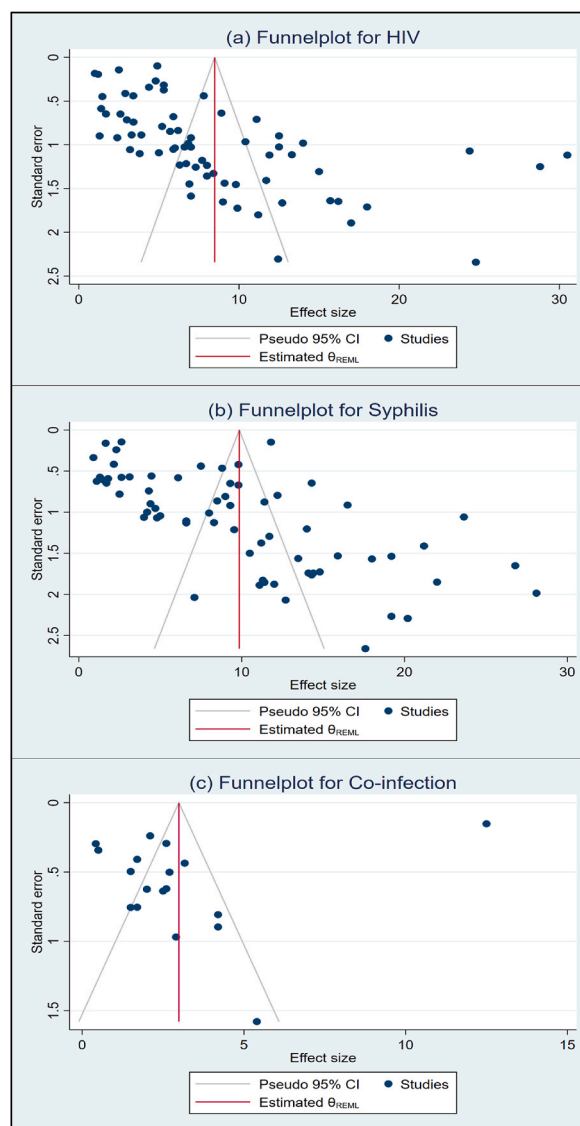 (a) Funnelplot for HIV
Standard error
0
.5
1
1.5
2
2.5
0 10 20 30
Effect size
Pseudo 95% CI Studies
Estimated θREML
(b) Funnelplot for Syphilis
Standard error
0
.5
1
1.5
2
2.5
0 10 20 30
Effect size
Pseudo 95% CI Studies
Estimated θREML
(c) Funnelplot for Co-infection
Standard error
0
.5
1
1.5
0 5 10 15
Effect size
Pseudo 95% CI Studies
Estimated θREML